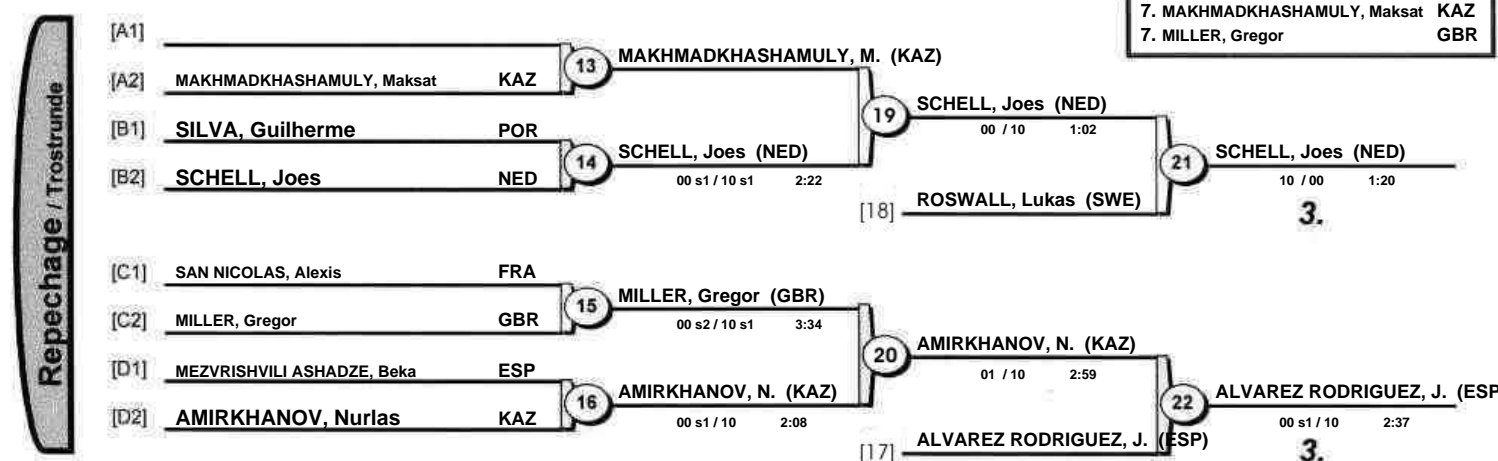 7. MAKHMADKHASHAMULY, Maksat KAZ
7. MILLER, Gregor GBR
Repechage / Trostrunde
[A1]
[A2] MAKHMADKHASHAMULY, Maksat KAZ
13 MAKHMADKHASHAMULY, M. (KAZ)
[B1] SILVA, Guilherme POR
[B2] SCHELL, Joes NED
14 SCHELL, Joes (NED)
00 s1 / 10 s1 2:22
19 SCHELL, Joes (NED)
00 / 10 1:02
[18] ROSWALL, Lukas (SWE)
21 SCHELL, Joes (NED)
10 / 00 1:20
3.
[C1] SAN NICOLAS, Alexis FRA
[C2] MILLER, Gregor GBR
15 MILLER, Gregor (GBR)
00 s2 / 10 s1 3:34
[D1] MEZVRISHVILI ASHADZE, Beka ESP
[D2] AMIRKHANOV, Nurlas KAZ
16 AMIRKHANOV, N. (KAZ)
00 s1 / 10 2:08
20 AMIRKHANOV, N. (KAZ)
01 / 10 2:59
[17] ALVAREZ RODRIGUEZ, J. (ESP)
22 ALVAREZ RODRIGUEZ, J. (ESP
00 s1 / 10 2:37
3.